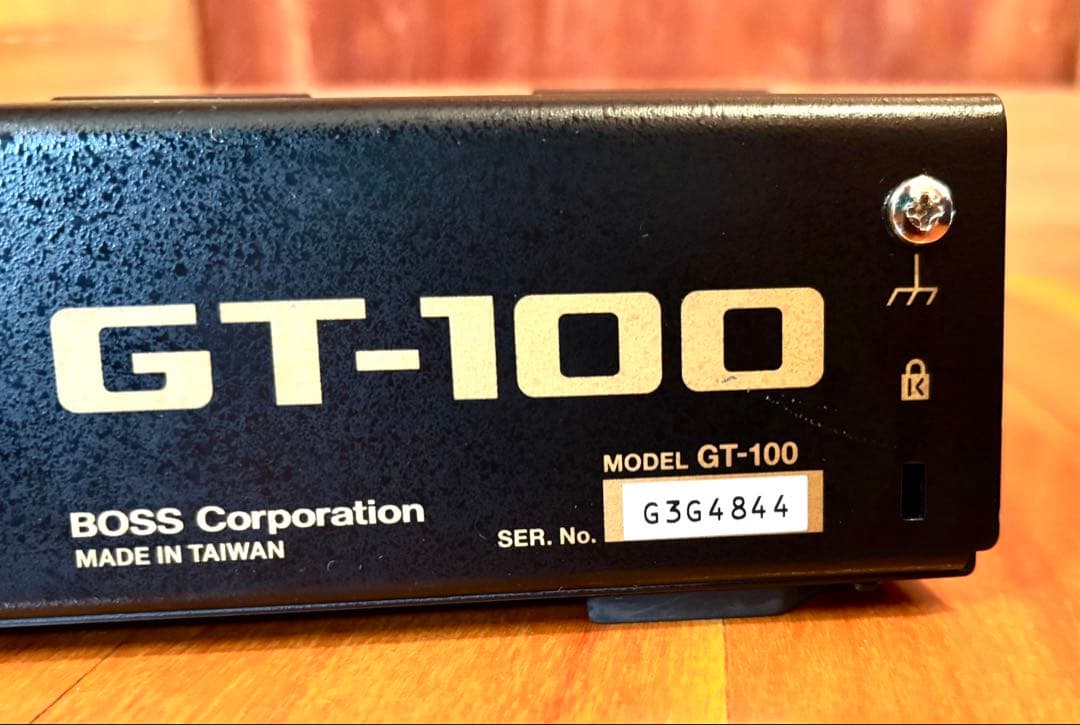 GT-100
MODEL GT-100
BOSS Corporation
SER. No. G3G4844
MADE IN TAIWAN